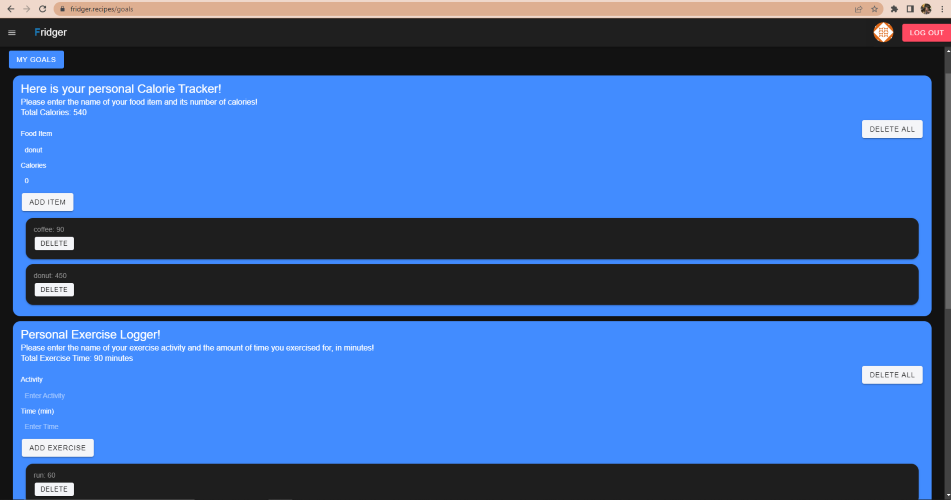 fridger.recipes/goals
Fridger
LOG OUT
MY GOALS
Here is your personal Calorie Tracker!
Please enter the name of your food item and its number of calories!
Total Calories: 540
DELETE ALL
Food Item
donut
Calories
0
ADD ITEM
coffee: 90
DELETE
donut: 450
DELETE
Personal Exercise Logger!
Please enter the name of your exercise activity and the amount of time you exercised for, in minutes!
Total Exercise Time: 90 minutes
DELETE ALL
Activity
Enter Activity
Time (min)
Enter Time
ADD EXERCISE
run: 60
DELETE